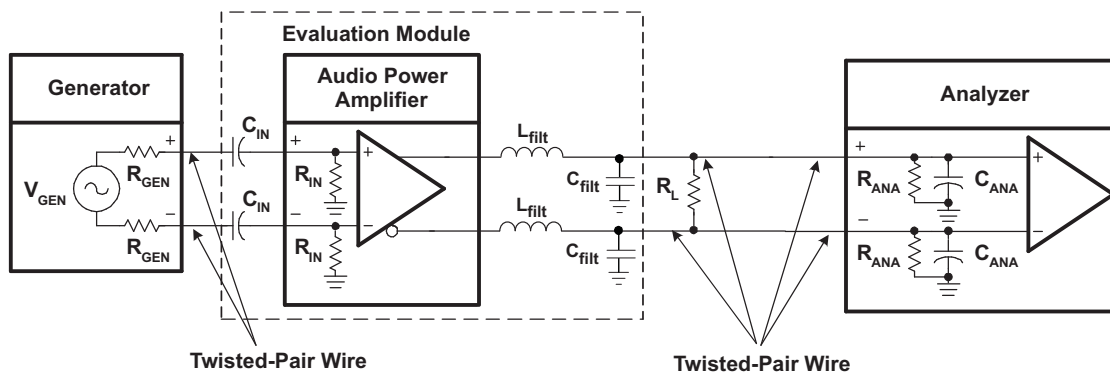 Evaluation Module
Generator
Audio Power
Amplifier
Analyzer
C_IN
L_filt
+
+
+
+
+
R_GEN
R_IN
C_filt
R_L
R_ANA
C_ANA
V_GEN
−
C_IN
−
−
L_filt
−
−
R_GEN
R_IN
C_filt
R_ANA
C_ANA
Twisted-Pair Wire
Twisted-Pair Wire